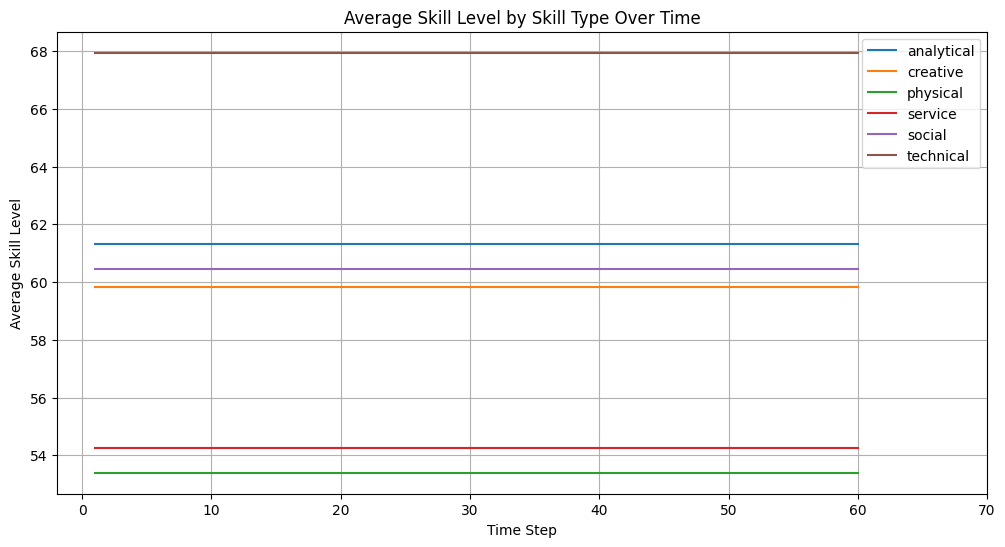 Average Skill Level by Skill Type Over Time
Average Skill Level
68
66
64
62
60
58
56
54
analytical
creative
physical
service
social
technical
0 10 20 30 40 50 60 70
Time Step